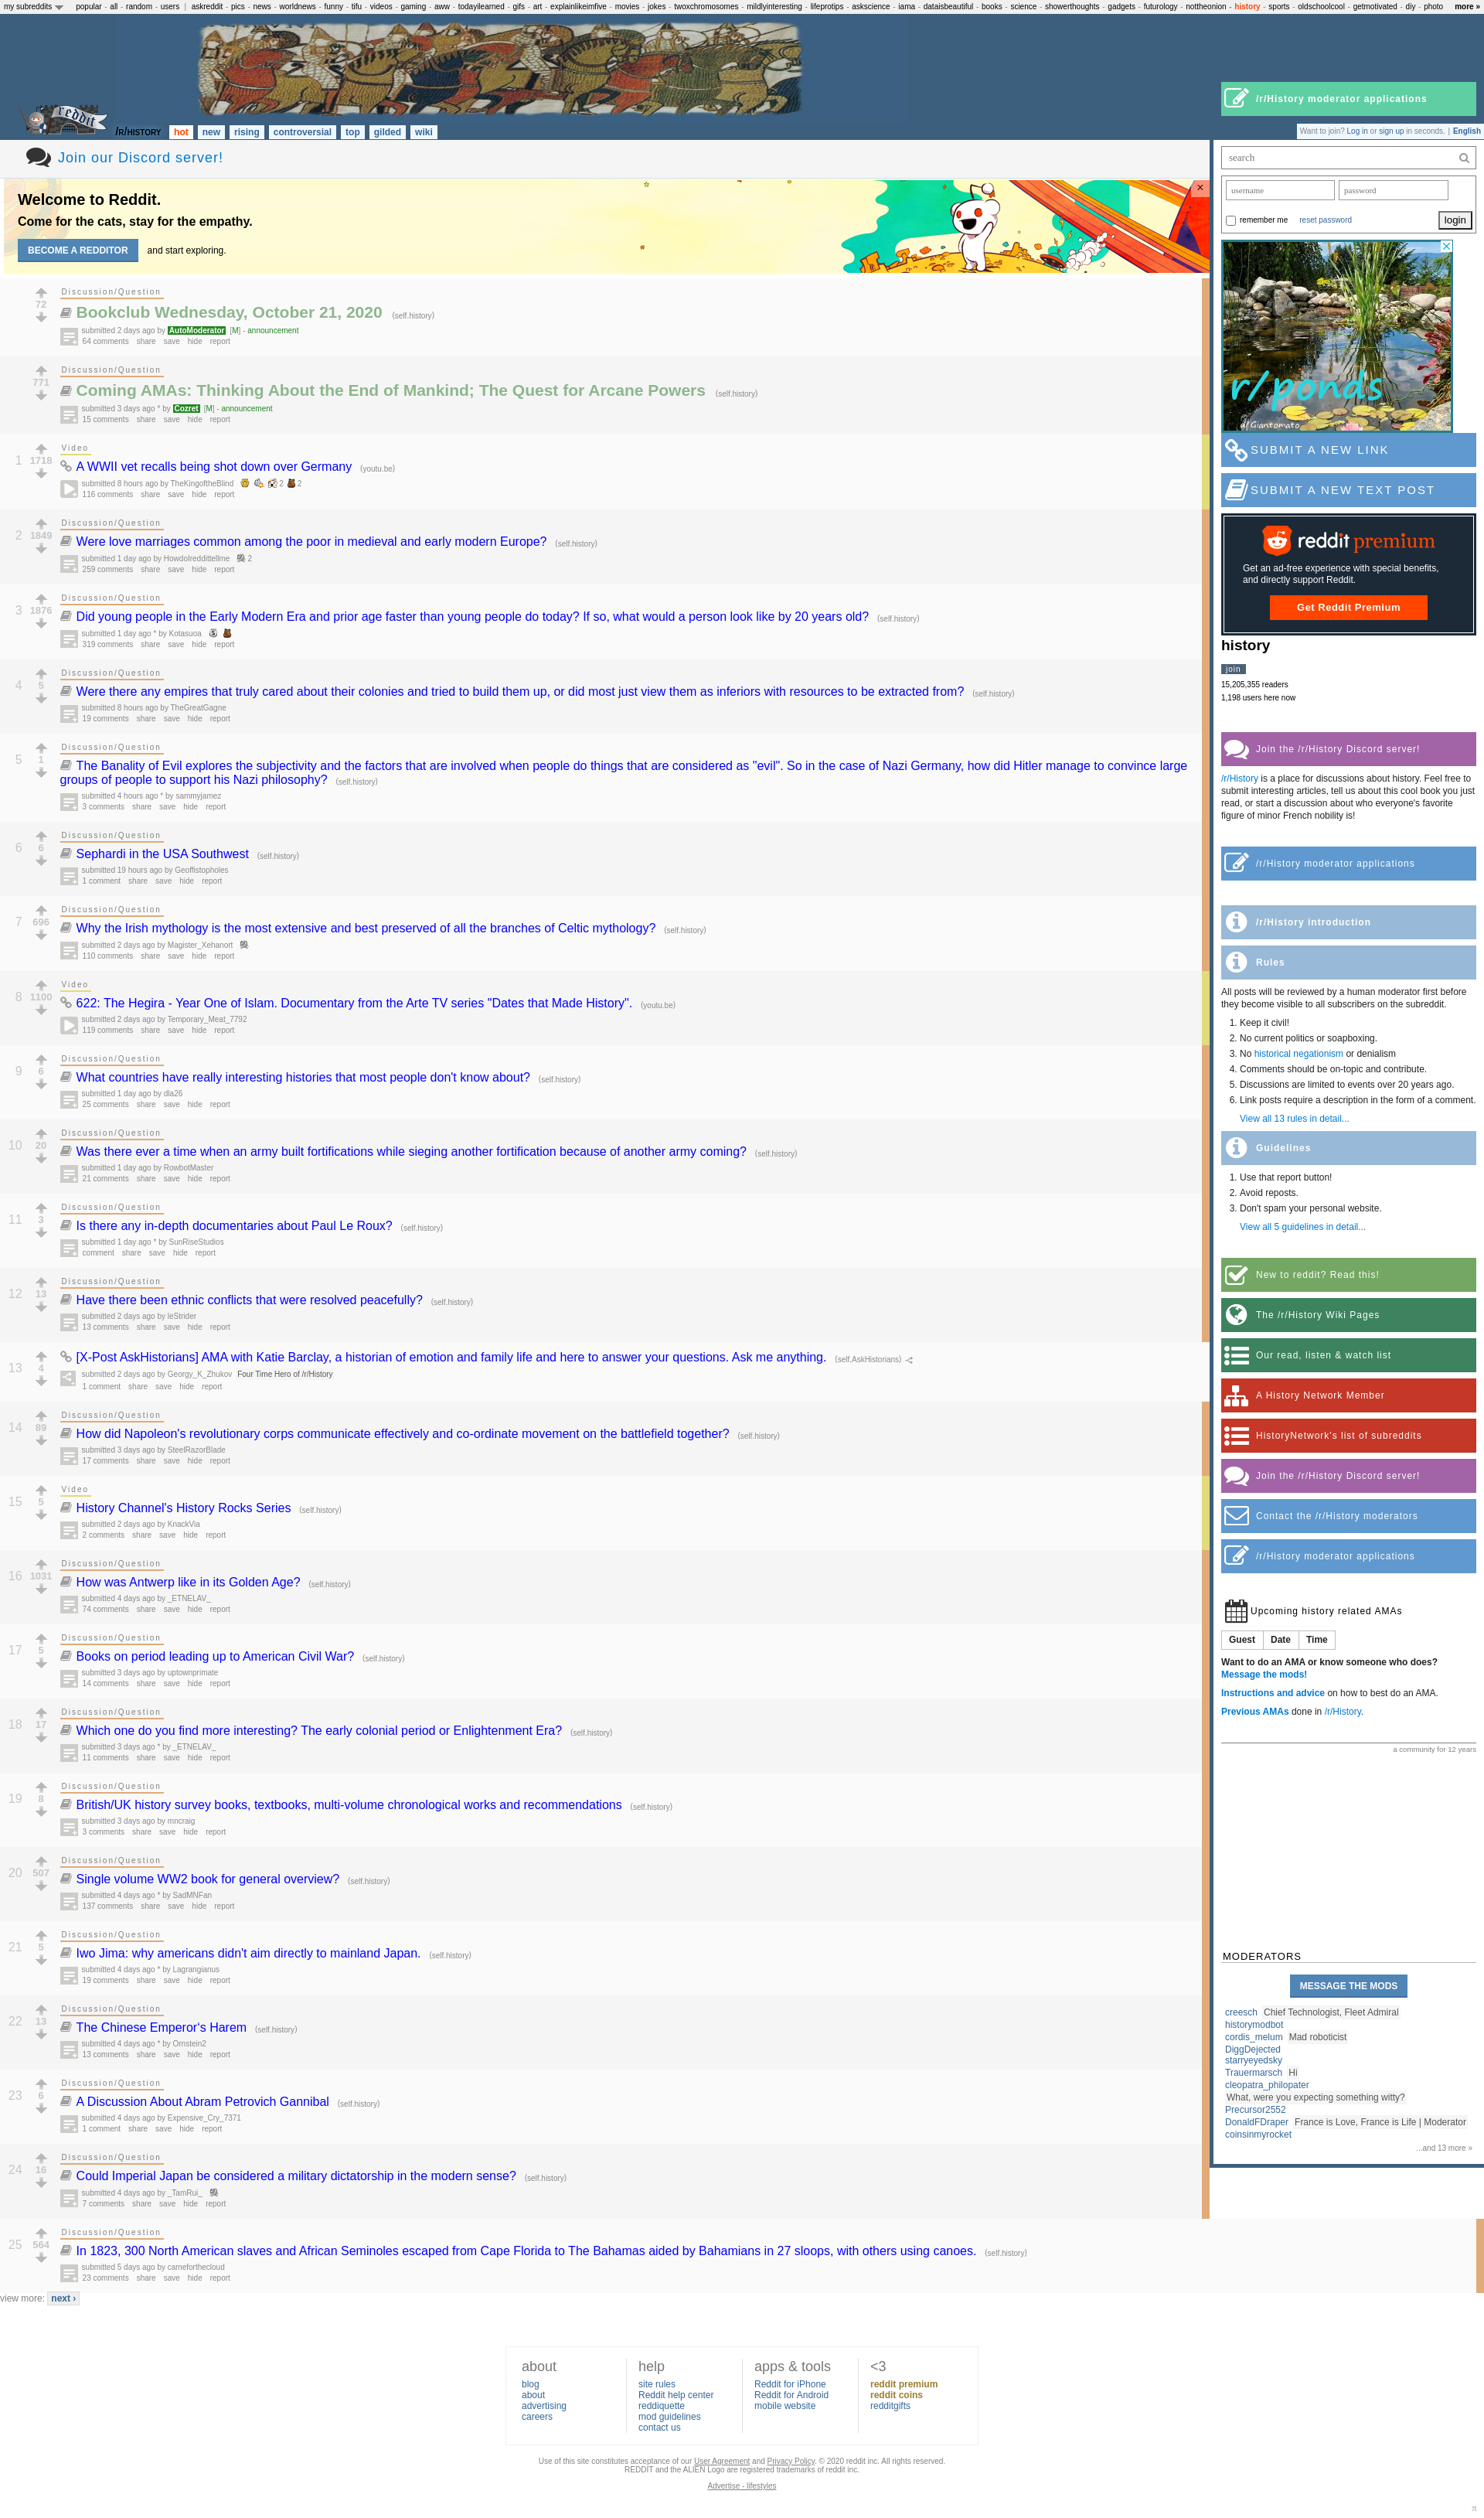 my subreddits popular - all - random - users | askreddit - pics - news - worldnews - funny - tifu - videos - gaming - aww - todayilearned - gifs - art - explainlikeimfive - movies - jokes - twoxchromosomes - mildlyinteresting - lifeprotips - askscience - iama - dataisbeautiful - books - science - showerthoughts - gadgets - futurology - nottheonion - history - sports - oldschoolcool - getmotivated - diy - photo more »
/r/History moderator applications
reddit /R/HISTORY hot new rising controversial top gilded wiki
Want to join? Log in or sign up in seconds. | English
Join our Discord server!
Welcome to Reddit.
Come for the cats, stay for the empathy.
BECOME A REDDITOR and start exploring.
Discussion/Question
72
Bookclub Wednesday, October 21, 2020 (self.history)
submitted 2 days ago by AutoModerator [M] - announcement
64 comments share save hide report
Discussion/Question
771
Coming AMAs: Thinking About the End of Mankind; The Quest for Arcane Powers (self.history)
submitted 3 days ago * by Cozret [M] - announcement
15 comments share save hide report
Video
1 1718
A WWII vet recalls being shot down over Germany (youtu.be)
submitted 8 hours ago by TheKingoftheBlind 2 2
116 comments share save hide report
Discussion/Question
2 1849
Were love marriages common among the poor in medieval and early modern Europe? (self.history)
submitted 1 day ago by HowdoIreddittellme 2
259 comments share save hide report
Discussion/Question
3 1876
Did young people in the Early Modern Era and prior age faster than young people do today? If so, what would a person look like by 20 years old? (self.history)
submitted 1 day ago * by Kotasuoa
319 comments share save hide report
Discussion/Question
4 5
Were there any empires that truly cared about their colonies and tried to build them up, or did most just view them as inferiors with resources to be extracted from? (self.history)
submitted 8 hours ago by TheGreatGagne
19 comments share save hide report
Discussion/Question
5 1
The Banality of Evil explores the subjectivity and the factors that are involved when people do things that are considered as "evil". So in the case of Nazi Germany, how did Hitler manage to convince large
groups of people to support his Nazi philosophy? (self.history)
submitted 4 hours ago * by sammyjamez
3 comments share save hide report
Discussion/Question
6 6
Sephardi in the USA Southwest (self.history)
submitted 19 hours ago by Geoffistopholes
1 comment share save hide report
Discussion/Question
7 696
Why the Irish mythology is the most extensive and best preserved of all the branches of Celtic mythology? (self.history)
submitted 2 days ago by Magister_Xehanort
110 comments share save hide report
Video
8 1100
622: The Hegira - Year One of Islam. Documentary from the Arte TV series "Dates that Made History". (youtu.be)
submitted 2 days ago by Temporary_Meat_7792
119 comments share save hide report
Discussion/Question
9 6
What countries have really interesting histories that most people don't know about? (self.history)
submitted 1 day ago by dla26
25 comments share save hide report
Discussion/Question
10 20
Was there ever a time when an army built fortifications while sieging another fortification because of another army coming? (self.history)
submitted 1 day ago by RowbotMaster
21 comments share save hide report
Discussion/Question
11 3
Is there any in-depth documentaries about Paul Le Roux? (self.history)
submitted 1 day ago * by SunRiseStudios
comment share save hide report
Discussion/Question
12 13
Have there been ethnic conflicts that were resolved peacefully? (self.history)
submitted 2 days ago by leStrider
13 comments share save hide report
13 4
[X-Post AskHistorians] AMA with Katie Barclay, a historian of emotion and family life and here to answer your questions. Ask me anything. (self.AskHistorians)
submitted 2 days ago by Georgy_K_Zhukov Four Time Hero of /r/History
1 comment share save hide report
Discussion/Question
14 89
How did Napoleon's revolutionary corps communicate effectively and co-ordinate movement on the battlefield together? (self.history)
submitted 3 days ago by SteelRazorBlade
17 comments share save hide report
Video
15 5
History Channel's History Rocks Series (self.history)
submitted 2 days ago by KnackVia
2 comments share save hide report
Discussion/Question
16 1031
How was Antwerp like in its Golden Age? (self.history)
submitted 4 days ago by _ETNELAV_
74 comments share save hide report
Discussion/Question
17 5
Books on period leading up to American Civil War? (self.history)
submitted 3 days ago by uptownprimate
14 comments share save hide report
Discussion/Question
18 17
Which one do you find more interesting? The early colonial period or Enlightenment Era? (self.history)
submitted 3 days ago * by _ETNELAV_
11 comments share save hide report
Discussion/Question
19 8
British/UK history survey books, textbooks, multi-volume chronological works and recommendations (self.history)
submitted 3 days ago by mncraig
3 comments share save hide report
Discussion/Question
20 507
Single volume WW2 book for general overview? (self.history)
submitted 4 days ago * by SadMNFan
137 comments share save hide report
Discussion/Question
21 5
Iwo Jima: why americans didn't aim directly to mainland Japan. (self.history)
submitted 4 days ago * by Lagrangianus
19 comments share save hide report
Discussion/Question
22 13
The Chinese Emperor's Harem (self.history)
submitted 4 days ago * by Ornstein2
13 comments share save hide report
Discussion/Question
23 6
A Discussion About Abram Petrovich Gannibal (self.history)
submitted 4 days ago by Expensive_Cry_7371
1 comment share save hide report
Discussion/Question
24 16
Could Imperial Japan be considered a military dictatorship in the modern sense? (self.history)
submitted 4 days ago by _TamRui_
7 comments share save hide report
Discussion/Question
25 564
In 1823, 300 North American slaves and African Seminoles escaped from Cape Florida to The Bahamas aided by Bahamians in 27 sloops, with others using canoes. (self.history)
submitted 5 days ago by carneforthecloud
23 comments share save hide report
view more: next ›
search
username password
remember me reset password login
r/ponds
u/Giantomato
SUBMIT A NEW LINK
SUBMIT A NEW TEXT POST
reddit premium
Get an ad-free experience with special benefits,
and directly support Reddit.
Get Reddit Premium
history
join
15,205,355 readers
1,198 users here now
Join the /r/History Discord server!
/r/History is a place for discussions about history. Feel free to
submit interesting articles, tell us about this cool book you just
read, or start a discussion about who everyone's favorite
figure of minor French nobility is!
/r/History moderator applications
/r/History introduction
Rules
All posts will be reviewed by a human moderator first before
they become visible to all subscribers on the subreddit.
1. Keep it civil!
2. No current politics or soapboxing.
3. No historical negationism or denialism
4. Comments should be on-topic and contribute.
5. Discussions are limited to events over 20 years ago.
6. Link posts require a description in the form of a comment.
View all 13 rules in detail...
Guidelines
1. Use that report button!
2. Avoid reposts.
3. Don't spam your personal website.
View all 5 guidelines in detail...
New to reddit? Read this!
The /r/History Wiki Pages
Our read, listen & watch list
A History Network Member
HistoryNetwork's list of subreddits
Join the /r/History Discord server!
Contact the /r/History moderators
/r/History moderator applications
Upcoming history related AMAs
Guest Date Time
Want to do an AMA or know someone who does?
Message the mods!
Instructions and advice on how to best do an AMA.
Previous AMAs done in /r/History.
a community for 12 years
MODERATORS
MESSAGE THE MODS
creesch Chief Technologist, Fleet Admiral
historymodbot
cordis_melum Mad roboticist
DiggDejected
starryeyedsky
Trauermarsch Hi
cleopatra_philopater
What, were you expecting something witty?
Precursor2552
DonaldFDraper France is Love, France is Life | Moderator
coinsinmyrocket
...and 13 more »
about help apps & tools <3
blog site rules Reddit for iPhone reddit premium
about Reddit help center Reddit for Android reddit coins
advertising reddiquette mobile website redditgifts
careers mod guidelines
contact us
Use of this site constitutes acceptance of our User Agreement and Privacy Policy. © 2020 reddit inc. All rights reserved.
REDDIT and the ALIEN Logo are registered trademarks of reddit inc.
Advertise - lifestyles
π